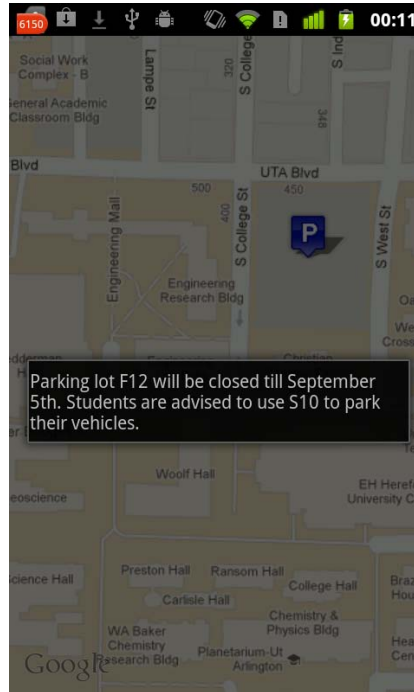 6150
00:11
Social Work
Complex - B
Lampe St
320
S College
S Ind
General Academic
Classroom Bldg
348
Blvd
UTA Blvd
500
450
400
S College St
S West St
Engineering Mall
P
Engineering
Research Bldg
Parking lot F12 will be closed till September
5th. Students are advised to use S10 to park
their vehicles.
Woolf Hall
EH Heref
University C
eoscience
Preston Hall
Ransom Hall
cience Hall
College Hall
Carlisle Hall
Chemistry &
Physics Bldg
WA Baker
Chemistry
Research Bldg
Planetarium-Ut
Arlington
Google